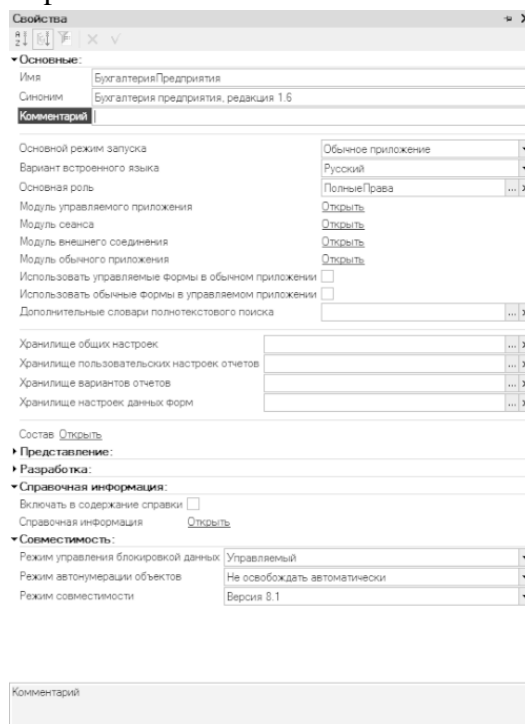 Свойства
Основные:
Имя БухгалтерияПредприятия
Синоним Бухгалтерия предприятия, редакция 1.6
Комментарий
Основной режим запуска Обычное приложение
Вариант встроенного языка Русский
Основная роль ПолныеПрава ...
Модуль управляемого приложения Открыть
Модуль сеанса Открыть
Модуль внешнего соединения Открыть
Модуль обычного приложения Открыть
Использовать управляемые формы в обычном приложении
Использовать обычные формы в управляемом приложении
Дополнительные словари полнотекстового поиска ...
Хранилище общих настроек ...
Хранилище пользовательских настроек отчетов ...
Хранилище вариантов отчетов ...
Хранилище настроек данных форм ...
Состав Открыть
Представление:
Разработка:
Справочная информация:
Включать в содержание справки
Справочная информация Открыть
Совместимость:
Режим управления блокировкой данных Управляемый
Режим автонумерации объектов Не освобождать автоматически
Режим совместимости Версия 8.1
Комментарий